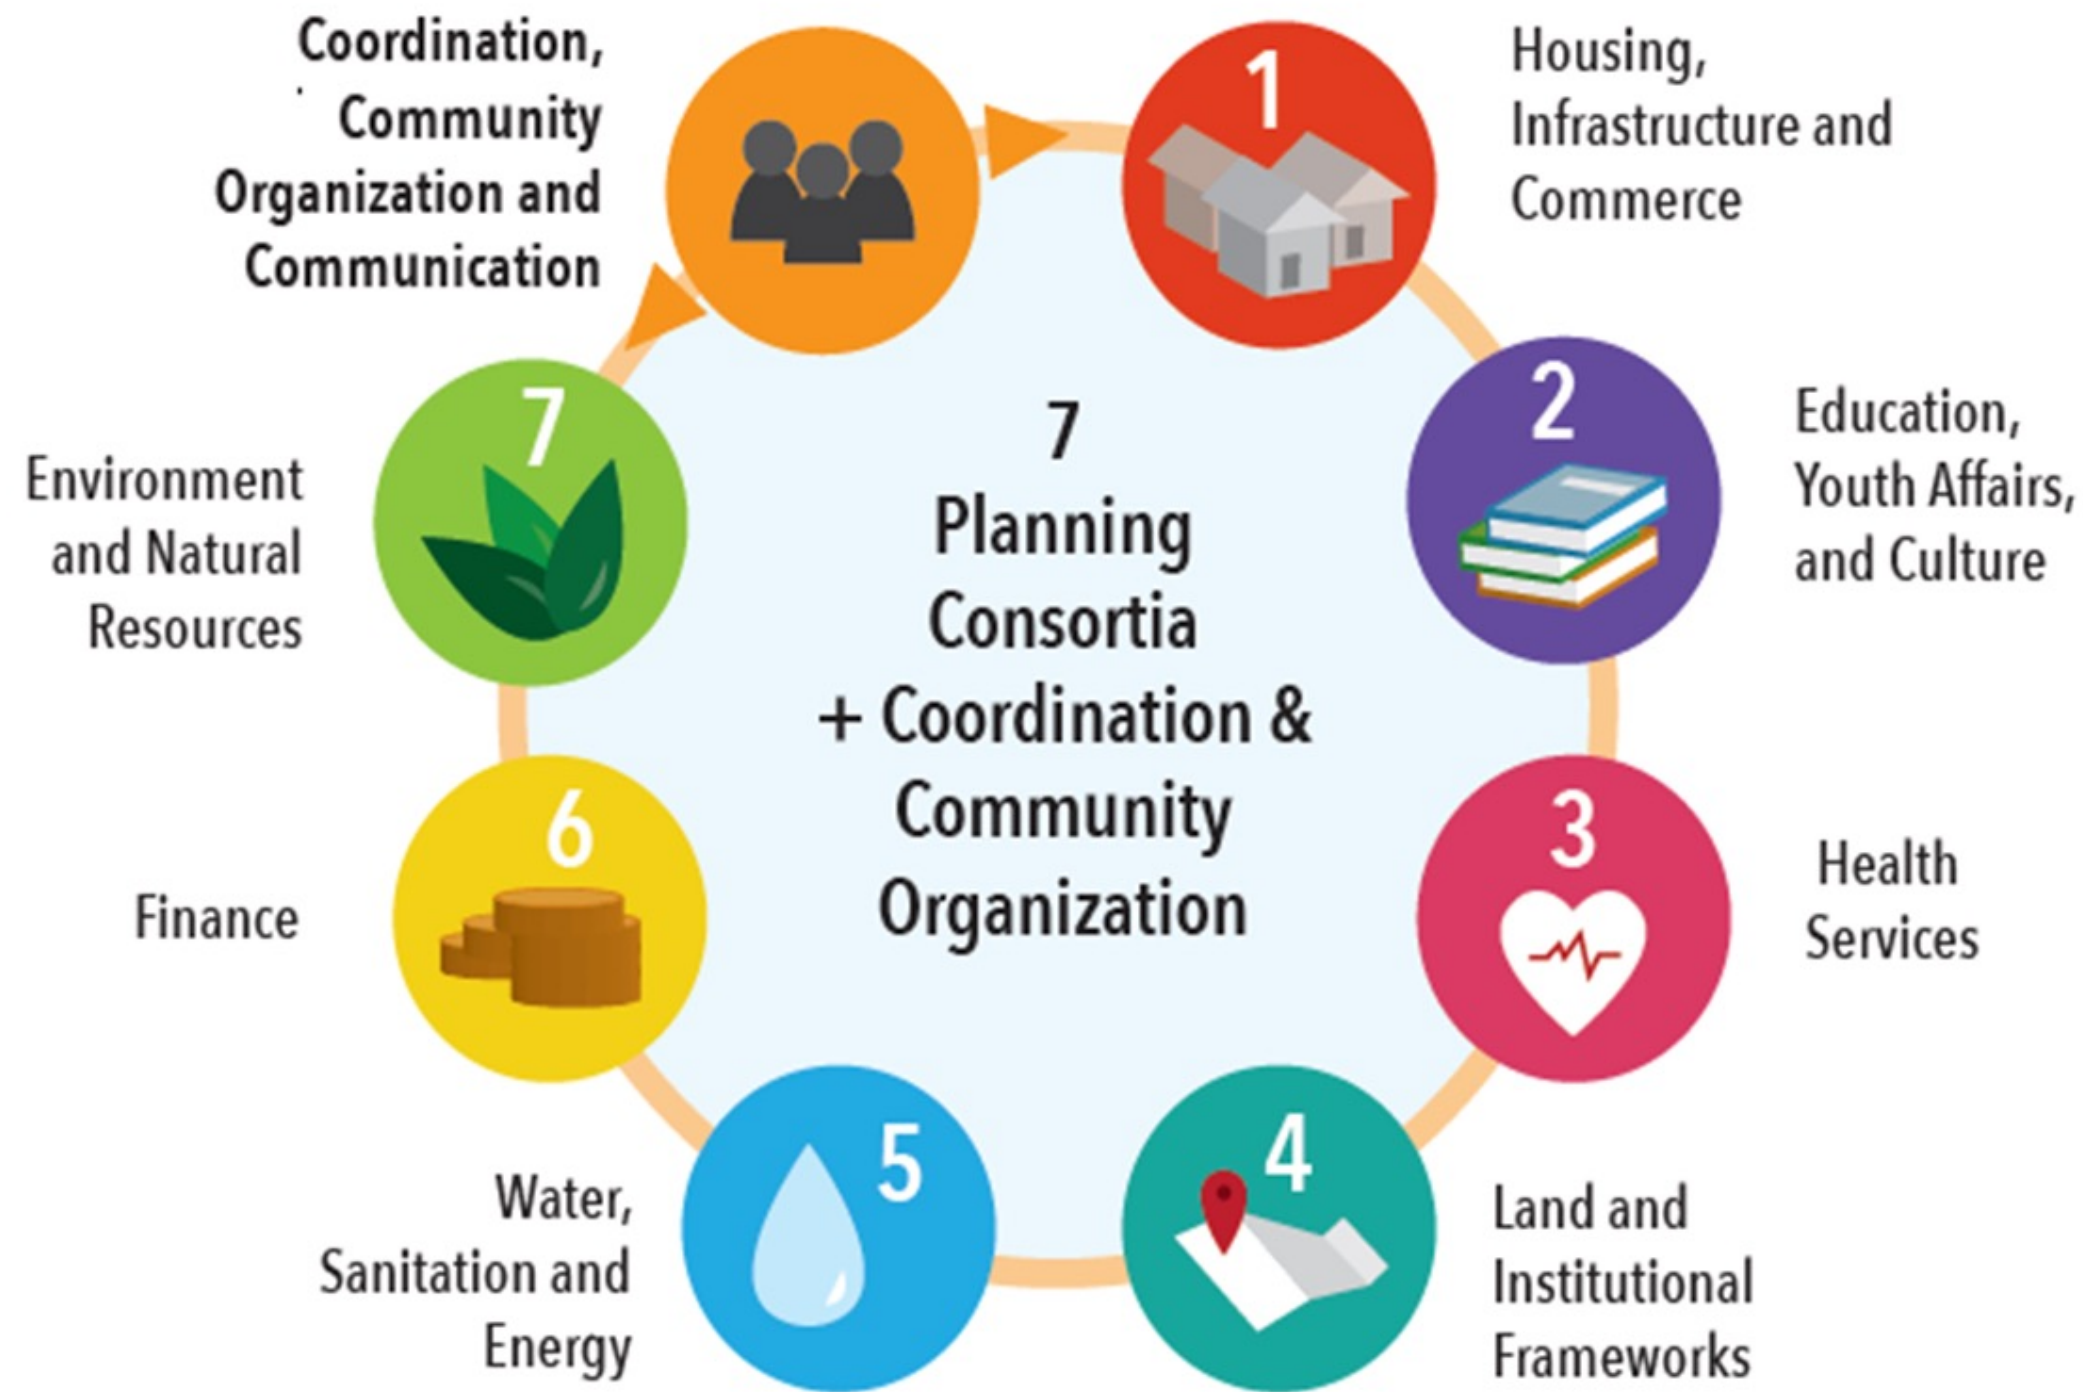 Coordination,
Community
Organization and
Communication
1
Housing,
Infrastructure and
Commerce
2
Education,
Youth Affairs,
and Culture
3
Health
Services
4
Land and
Institutional
Frameworks
5
Water,
Sanitation and
Energy
6
Finance
7
Environment
and Natural
Resources
7
Planning
Consortia
+ Coordination &
Community
Organization